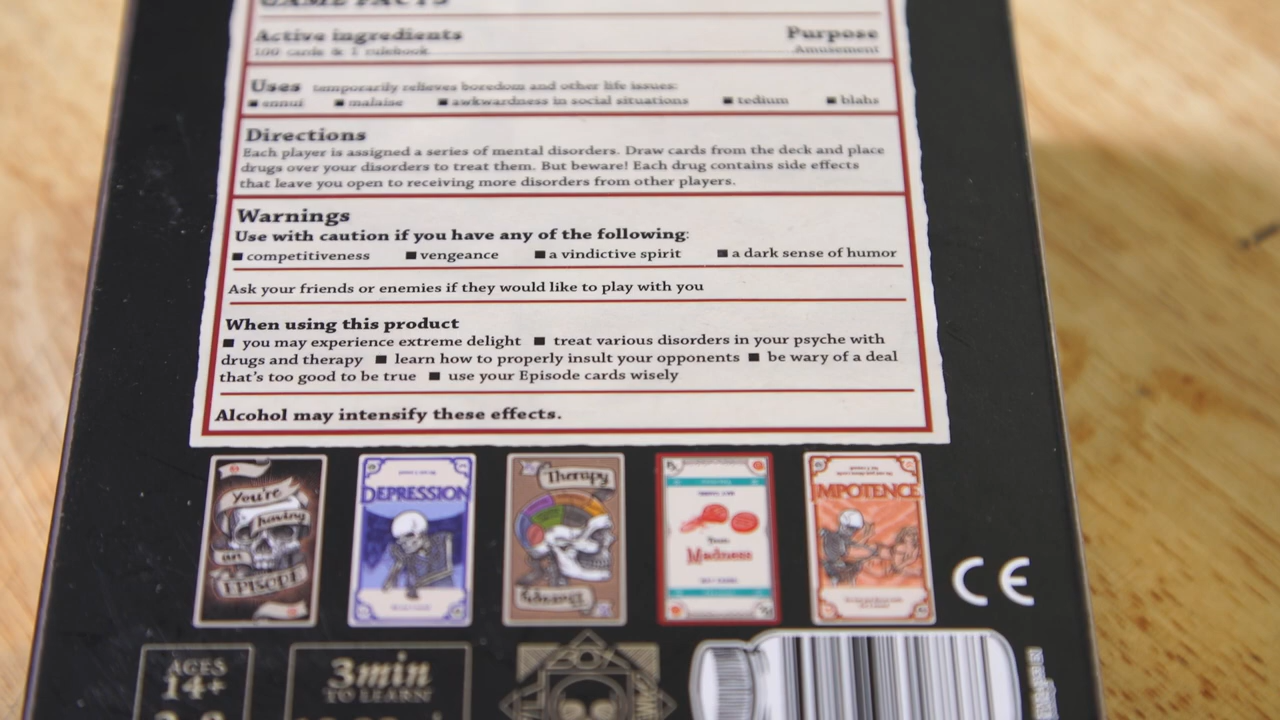 GAME FACTS
Active ingredients Purpose
100 cards & 1 rulebook Amusement
Uses temporarily relieves boredom and other life issues:
■ ennui ■ malaise ■ awkwardness in social situations ■ tedium ■ blahs
Directions
Each player is assigned a series of mental disorders. Draw cards from the deck and place
drugs over your disorders to treat them. But beware! Each drug contains side effects
that leave you open to receiving more disorders from other players.
Warnings
Use with caution if you have any of the following:
■ competitiveness ■ vengeance ■ a vindictive spirit ■ a dark sense of humor
Ask your friends or enemies if they would like to play with you
When using this product
■ you may experience extreme delight ■ treat various disorders in your psyche with
drugs and therapy ■ learn how to properly insult your opponents ■ be wary of a deal
that's too good to be true ■ use your Episode cards wisely
Alcohol may intensify these effects.
You're
having
an
EPISODE
DEPRESSION
Therapy
Therapy
Madness
IMPOTENCE
CE
AGES
14+
3min
TO LEARN